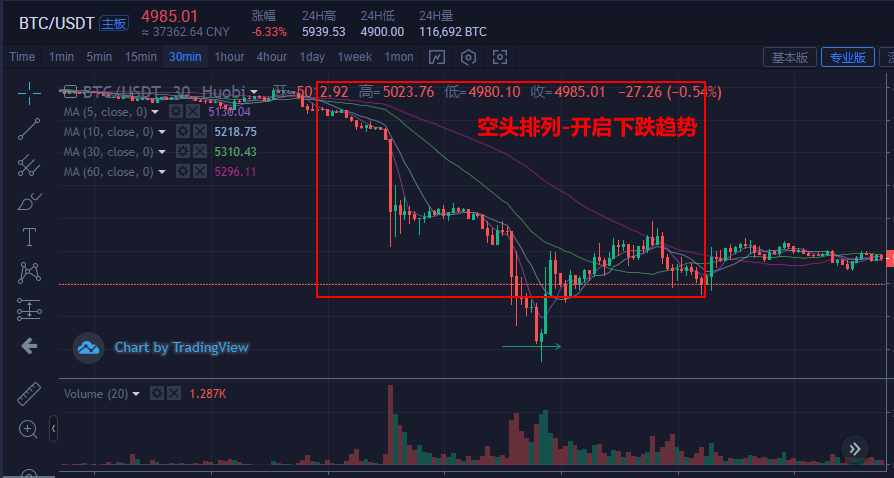 BTC/USDT 主板 4985.01 ≈ 37362.64 CNY 涨幅 -6.33% 24H高 5939.53 24H低 4900.00 24H量 116,692 BTC
Time 1min 5min 15min 30min 1hour 4hour 1day 1week 1mon 基本版 专业版
BTC/USDT · 30 · Huobi 开=5012.92 高=5023.76 低=4980.10 收=4985.01 −27.26 (−0.54%)
MA (5, close, 0) 5130.04
空头排列-开启下跌趋势
MA (10, close, 0) 5218.75
MA (30, close, 0) 5310.43
MA (60, close, 0) 5296.11
Chart by TradingView
Volume (20) 1.287K